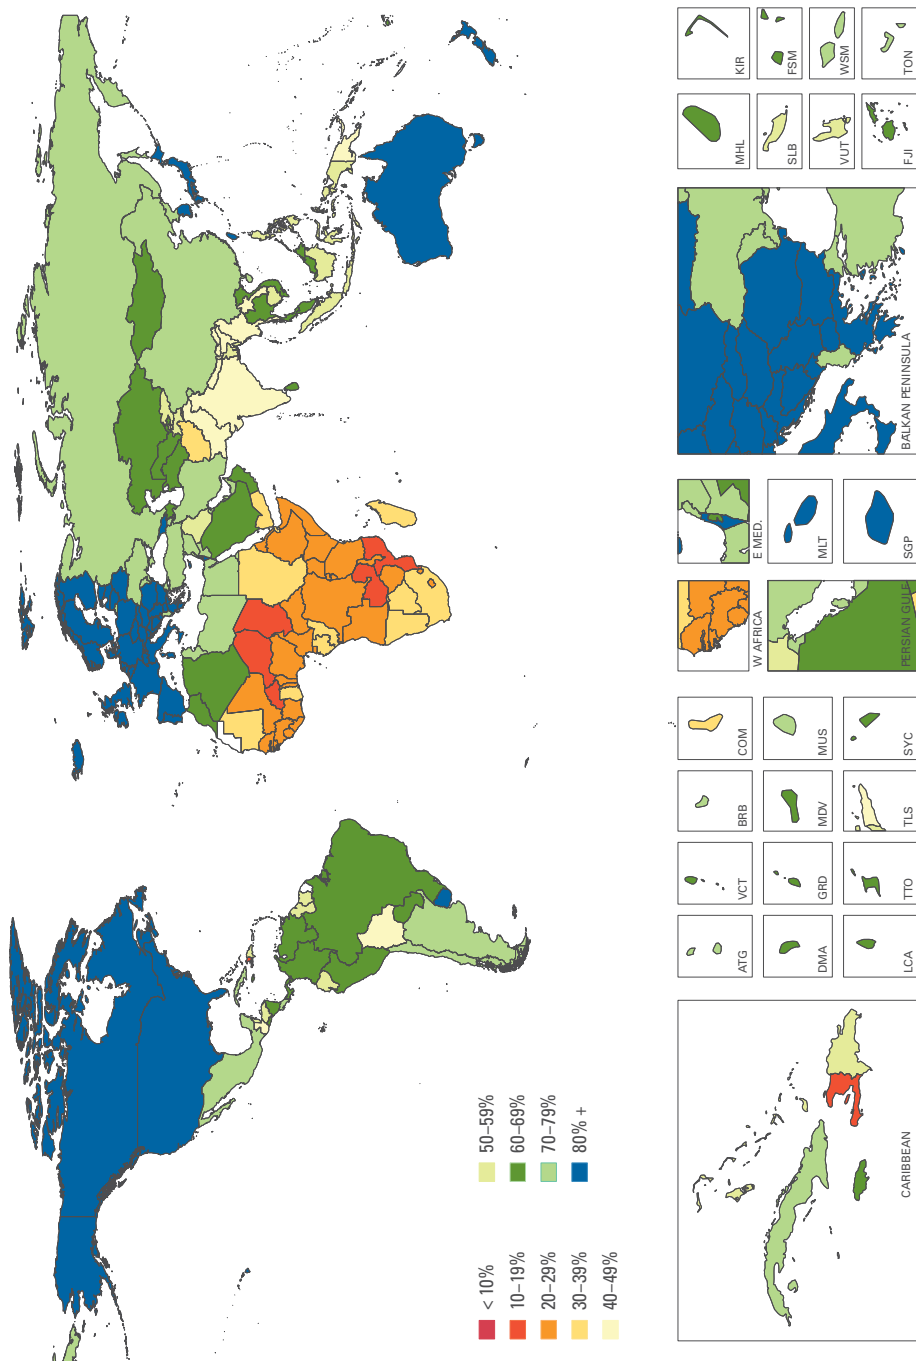 < 10%
10–19%
20–29%
30–39%
40–49%
50–59%
60–69%
70–79%
80% +
CARIBBEAN
ATG
VCT
BRB
COM
DMA
GRD
MDV
MUS
LCA
TTO
TLS
SYC
W AFRICA
E MED.
PERSIAN GULF
MLT
SGP
BALKAN PENINSULA
MHL
KIR
SLB
FSM
VUT
WSM
FJI
TON